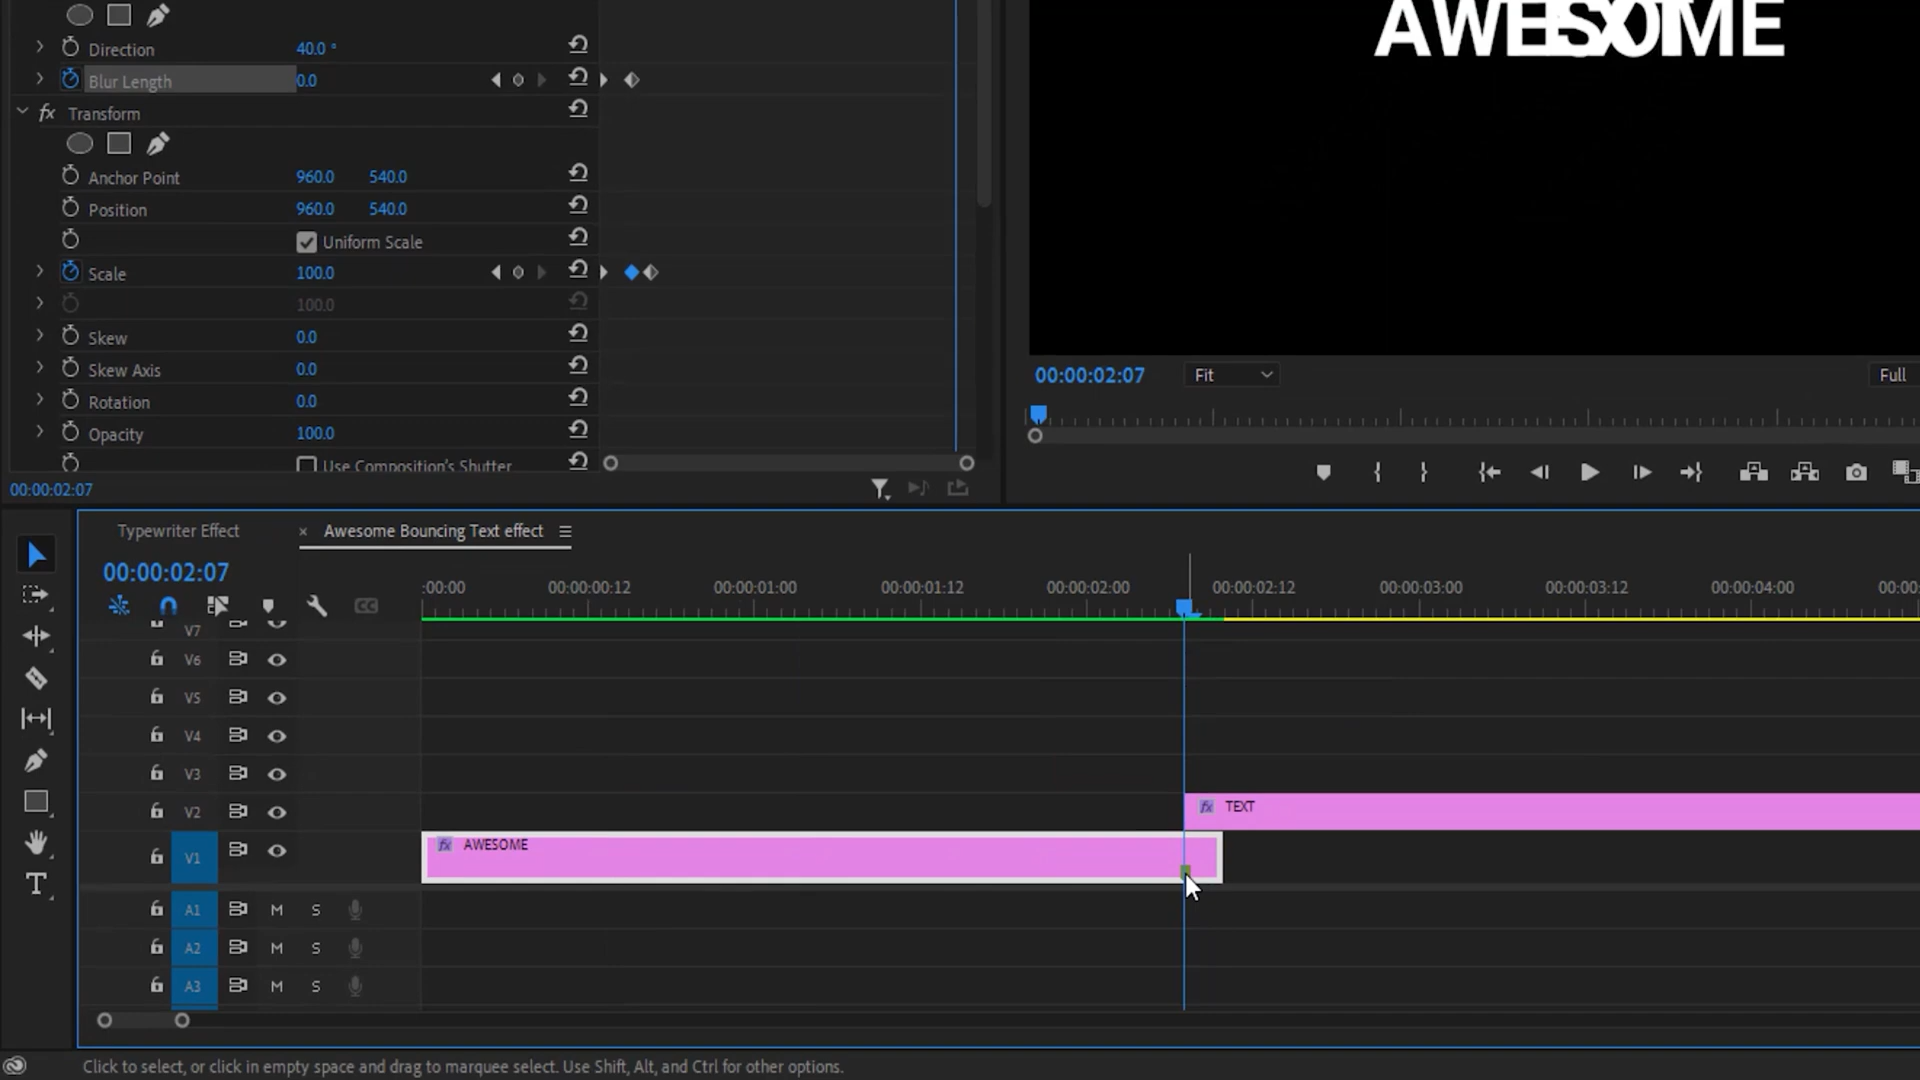 Direction 40.0 °
Blur Length 0.0
fx Transform
Anchor Point 960.0 540.0
Position 960.0 540.0
Uniform Scale
Scale 100.0
100.0
Skew 0.0
Skew Axis 0.0
Rotation 0.0
Opacity 100.0
Use Composition's Shutter
00:00:02:07
00:00:02:07 Fit Full
Typewriter Effect × Awesome Bouncing Text effect
00:00:02:07
:00:00 00:00:00:12 00:00:01:00 00:00:01:12 00:00:02:00 00:00:02:12 00:00:03:00 00:00:03:12 00:00:04:00 00:00
CC
V7
V6
V5
V4
V3
V2 fx TEXT
V1 fx AWESOME
A1 M S
A2 M S
A3 M S
T
Click to select, or click in empty space and drag to marquee select. Use Shift, Alt, and Ctrl for other options.